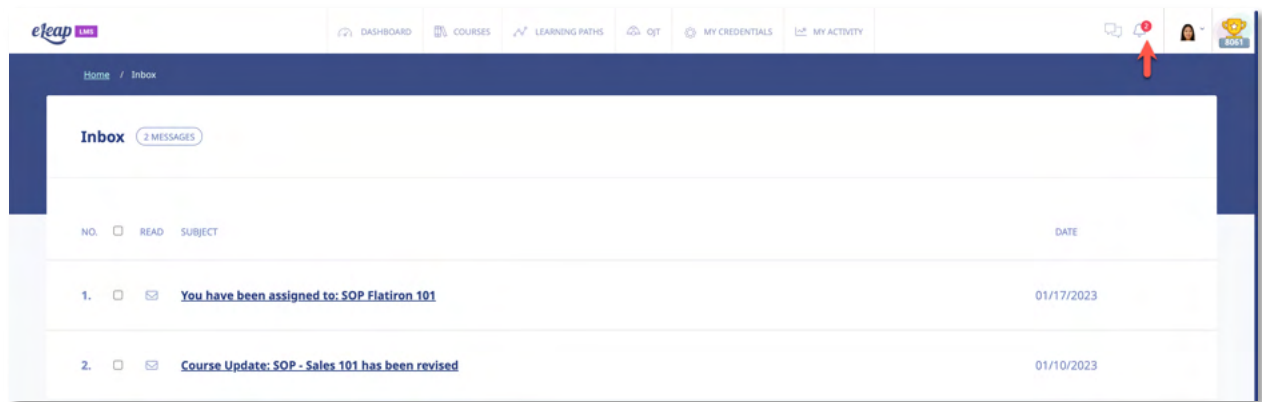 eleap LMS DASHBOARD COURSES LEARNING PATHS OJT MY CREDENTIALS MY ACTIVITY 2 8061
Home / Inbox
Inbox 2 MESSAGES
NO. READ SUBJECT DATE
1. You have been assigned to: SOP Flatiron 101 01/17/2023
2. Course Update: SOP - Sales 101 has been revised 01/10/2023